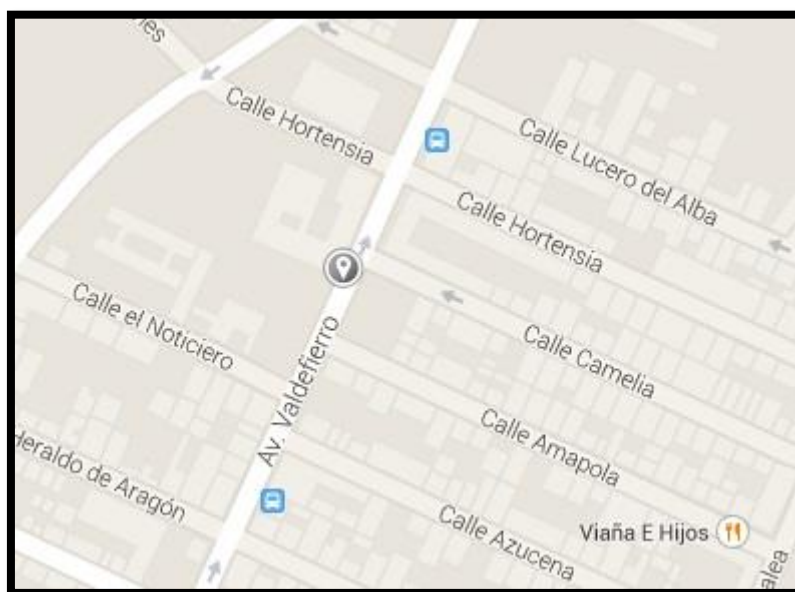 Calle Hortensia
Calle Lucero del Alba
Calle Hortensia
Calle el Noticiero
Calle Camelia
Av. Valdefierro
Calle Amapola
Heraldo de Aragón
Calle Azucena
Viaña E Hijos